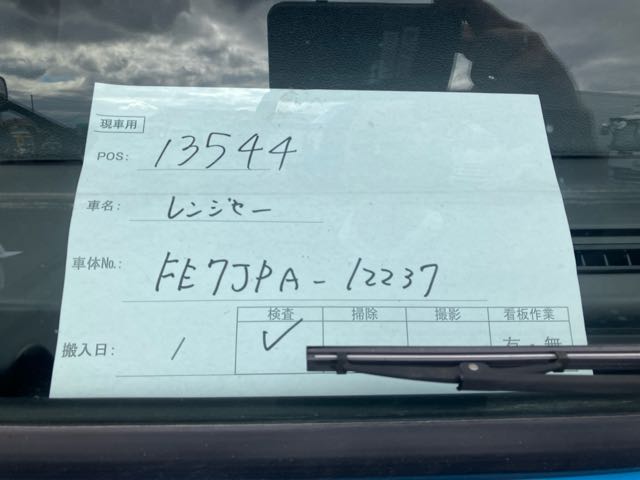 現車用
POS: 13544
車名: レンジャー
車体No.: FE7JPA-12237
検査 掃除 撮影 看板作業
搬入日: / ✓ 有・無